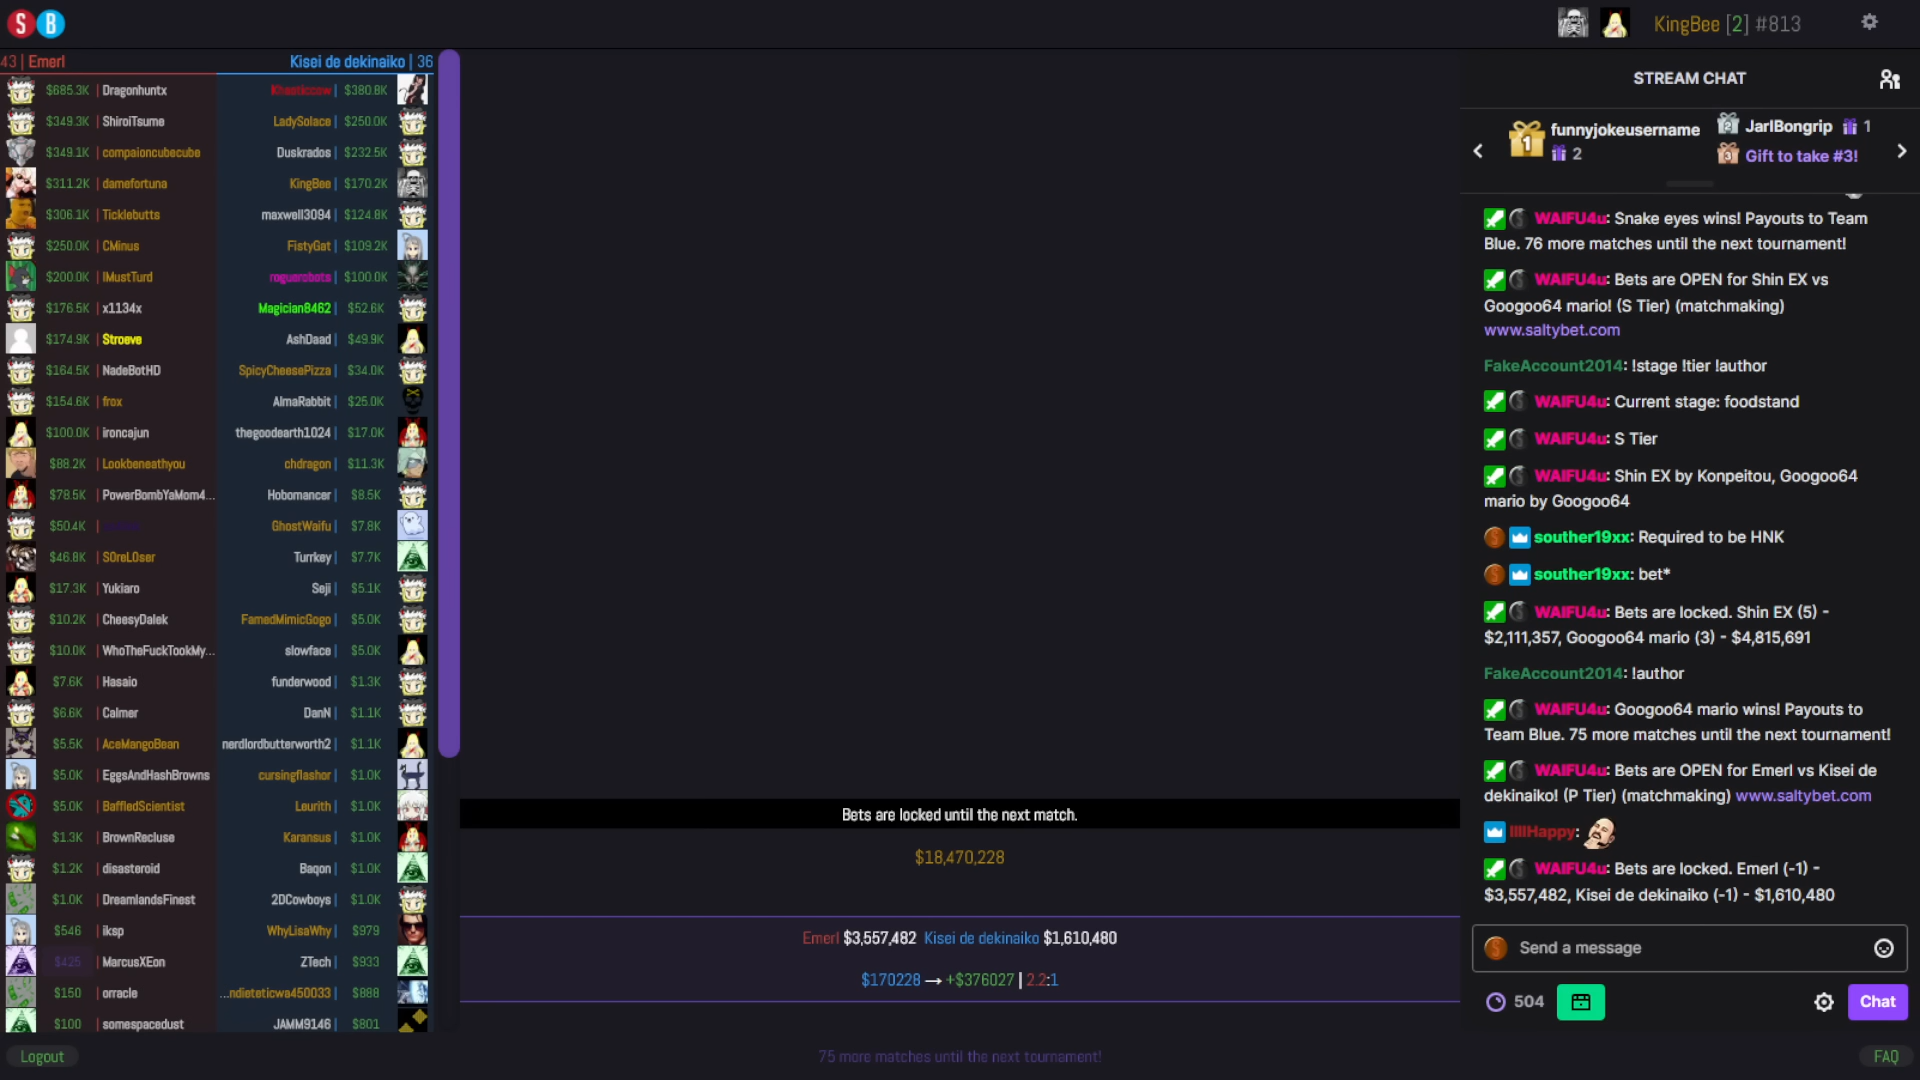 S B
KingBee [2] #813
43 | Emerl
Kisei de dekinaiko | 36
$685.3K | Dragonhuntx
$349.3K | ShiroiTsume
$349.1K | compaioncubecube
$311.2K | damefortuna
$306.1K | Ticklebutts
$250.0K | CMinus
$200.0K | IMustTurd
$176.5K | x1134x
$174.9K | Stroeve
$164.5K | NadeBotHD
$154.6K | frox
$100.0K | ironcajun
$88.2K | Lookbeneathyou
$78.5K | PowerBombYaMom4...
$50.4K |
$46.8K | S0reL0ser
$17.3K | Yukiaro
$10.2K | CheesyDalek
$10.0K | WhoTheFuckTookMy...
$7.6K | Hasaio
$6.6K | Calmer
$5.5K | AceMangoBean
$5.0K | EggsAndHashBrowns
$5.0K | BaffledScientist
$1.3K | BrownRecluse
$1.2K | disasteroid
$1.0K | DreamlandsFinest
$546 | iksp
$425 | MarcusXEon
$150 | orracle
$100 | somespacedust
Khaoticcow | $380.8K
LadySolace | $250.0K
Duskrados | $232.5K
KingBee | $170.2K
maxwell3094 | $124.8K
FistyGat | $109.2K
roguerobots | $100.0K
Magician8462 | $52.6K
AshDaad | $49.9K
SpicyCheesePizza | $34.0K
AlmaRabbit | $25.0K
thegoodearth1024 | $17.0K
chdragon | $11.3K
Hobomancer | $8.5K
GhostWaifu | $7.8K
Turrkey | $7.7K
Seji | $5.1K
FamedMimicGogo | $5.0K
slowface | $5.0K
funderwood | $1.3K
DanN | $1.1K
nerdlordbutterworth2 | $1.1K
cursingflashor | $1.0K
Leurith | $1.0K
Karansus | $1.0K
Baqon | $1.0K
2DCowboys | $1.0K
WhyLisaWhy | $979
ZTech | $933
...ndieteticwa450033 | $888
JAMM9146 | $801
Bets are locked until the next match.
$18,470,228
Emerl $3,557,482 Kisei de dekinaiko $1,610,480
$170228 → +$376027 | 2.2:1
75 more matches until the next tournament!
Logout
FAQ
STREAM CHAT
1 funnyjokeusername
2
2 JarlBongrip 1
3 Gift to take #3!
WAIFU4u: Snake eyes wins! Payouts to Team
Blue. 76 more matches until the next tournament!
WAIFU4u: Bets are OPEN for Shin EX vs
Googoo64 mario! (S Tier) (matchmaking)
www.saltybet.com
FakeAccount2014: !stage !tier !author
WAIFU4u: Current stage: foodstand
WAIFU4u: S Tier
WAIFU4u: Shin EX by Konpeitou, Googoo64
mario by Googoo64
souther19xx: Required to be HNK
souther19xx: bet*
WAIFU4u: Bets are locked. Shin EX (5) -
$2,111,357, Googoo64 mario (3) - $4,815,691
FakeAccount2014: !author
WAIFU4u: Googoo64 mario wins! Payouts to
Team Blue. 75 more matches until the next tournament!
WAIFU4u: Bets are OPEN for Emerl vs Kisei de
dekinaiko! (P Tier) (matchmaking) www.saltybet.com
IIIIHappy:
WAIFU4u: Bets are locked. Emerl (-1) -
$3,557,482, Kisei de dekinaiko (-1) - $1,610,480
Send a message
504
Chat